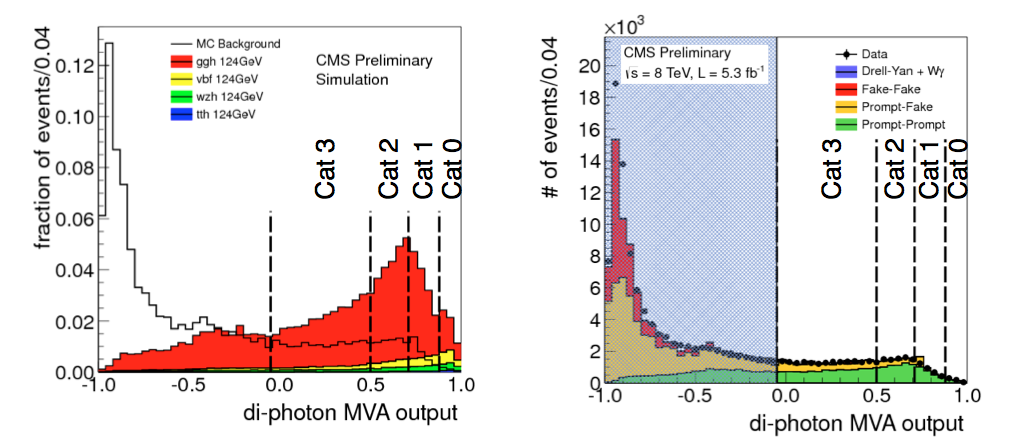 fraction of events/0.04
0.12
0.10
0.08
0.06
0.04
0.02
0.00
MC Background
ggh 124GeV
vbf 124GeV
wzh 124GeV
tth 124GeV
CMS Preliminary
Simulation
Cat 3
Cat 2
Cat 1
Cat 0
-1.0
-0.5
0.0
0.5
1.0
di-photon MVA output
×10³
# of events/0.04
20
18
16
14
12
10
8
6
4
2
0
CMS Preliminary
√s = 8 TeV, L = 5.3 fb⁻¹
Data
Drell-Yan + Wγ
Fake-Fake
Prompt-Fake
Prompt-Prompt
Cat 3
Cat 2
Cat 1
Cat 0
-1.0
-0.5
0.0
0.5
1.0
di-photon MVA output